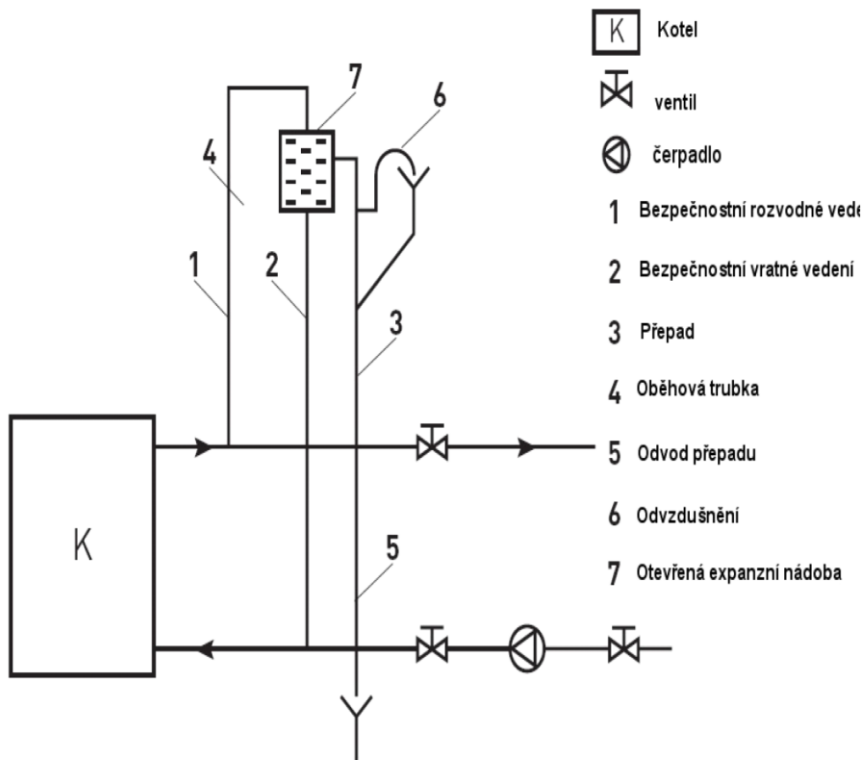 7
6
4
1
2
3
K
5
K Kotel
ventil
čerpadlo
1 Bezpečnostní rozvodné vede
2 Bezpečnostní vratné vedení
3 Přepad
4 Oběhová trubka
5 Odvod přepadu
6 Odvzdušnění
7 Otevřená expanzní nádoba